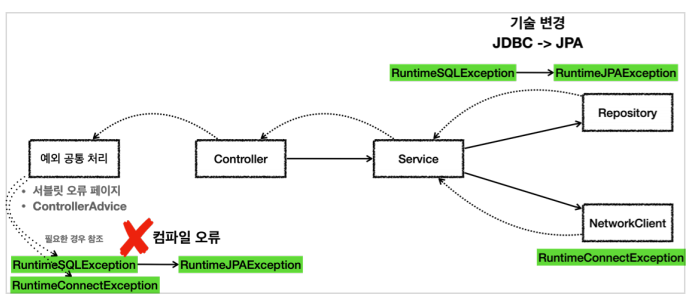 기술 변경
JDBC -> JPA
RuntimeSQLException
RuntimeJPAException
Repository
예외 공통 처리
Controller
Service
서블릿 오류 페이지
ControllerAdvice
NetworkClient
필요한 경우 참조
컴파일 오류
RuntimeConnectException
RuntimeSQLException
RuntimeJPAException
RuntimeConnectException